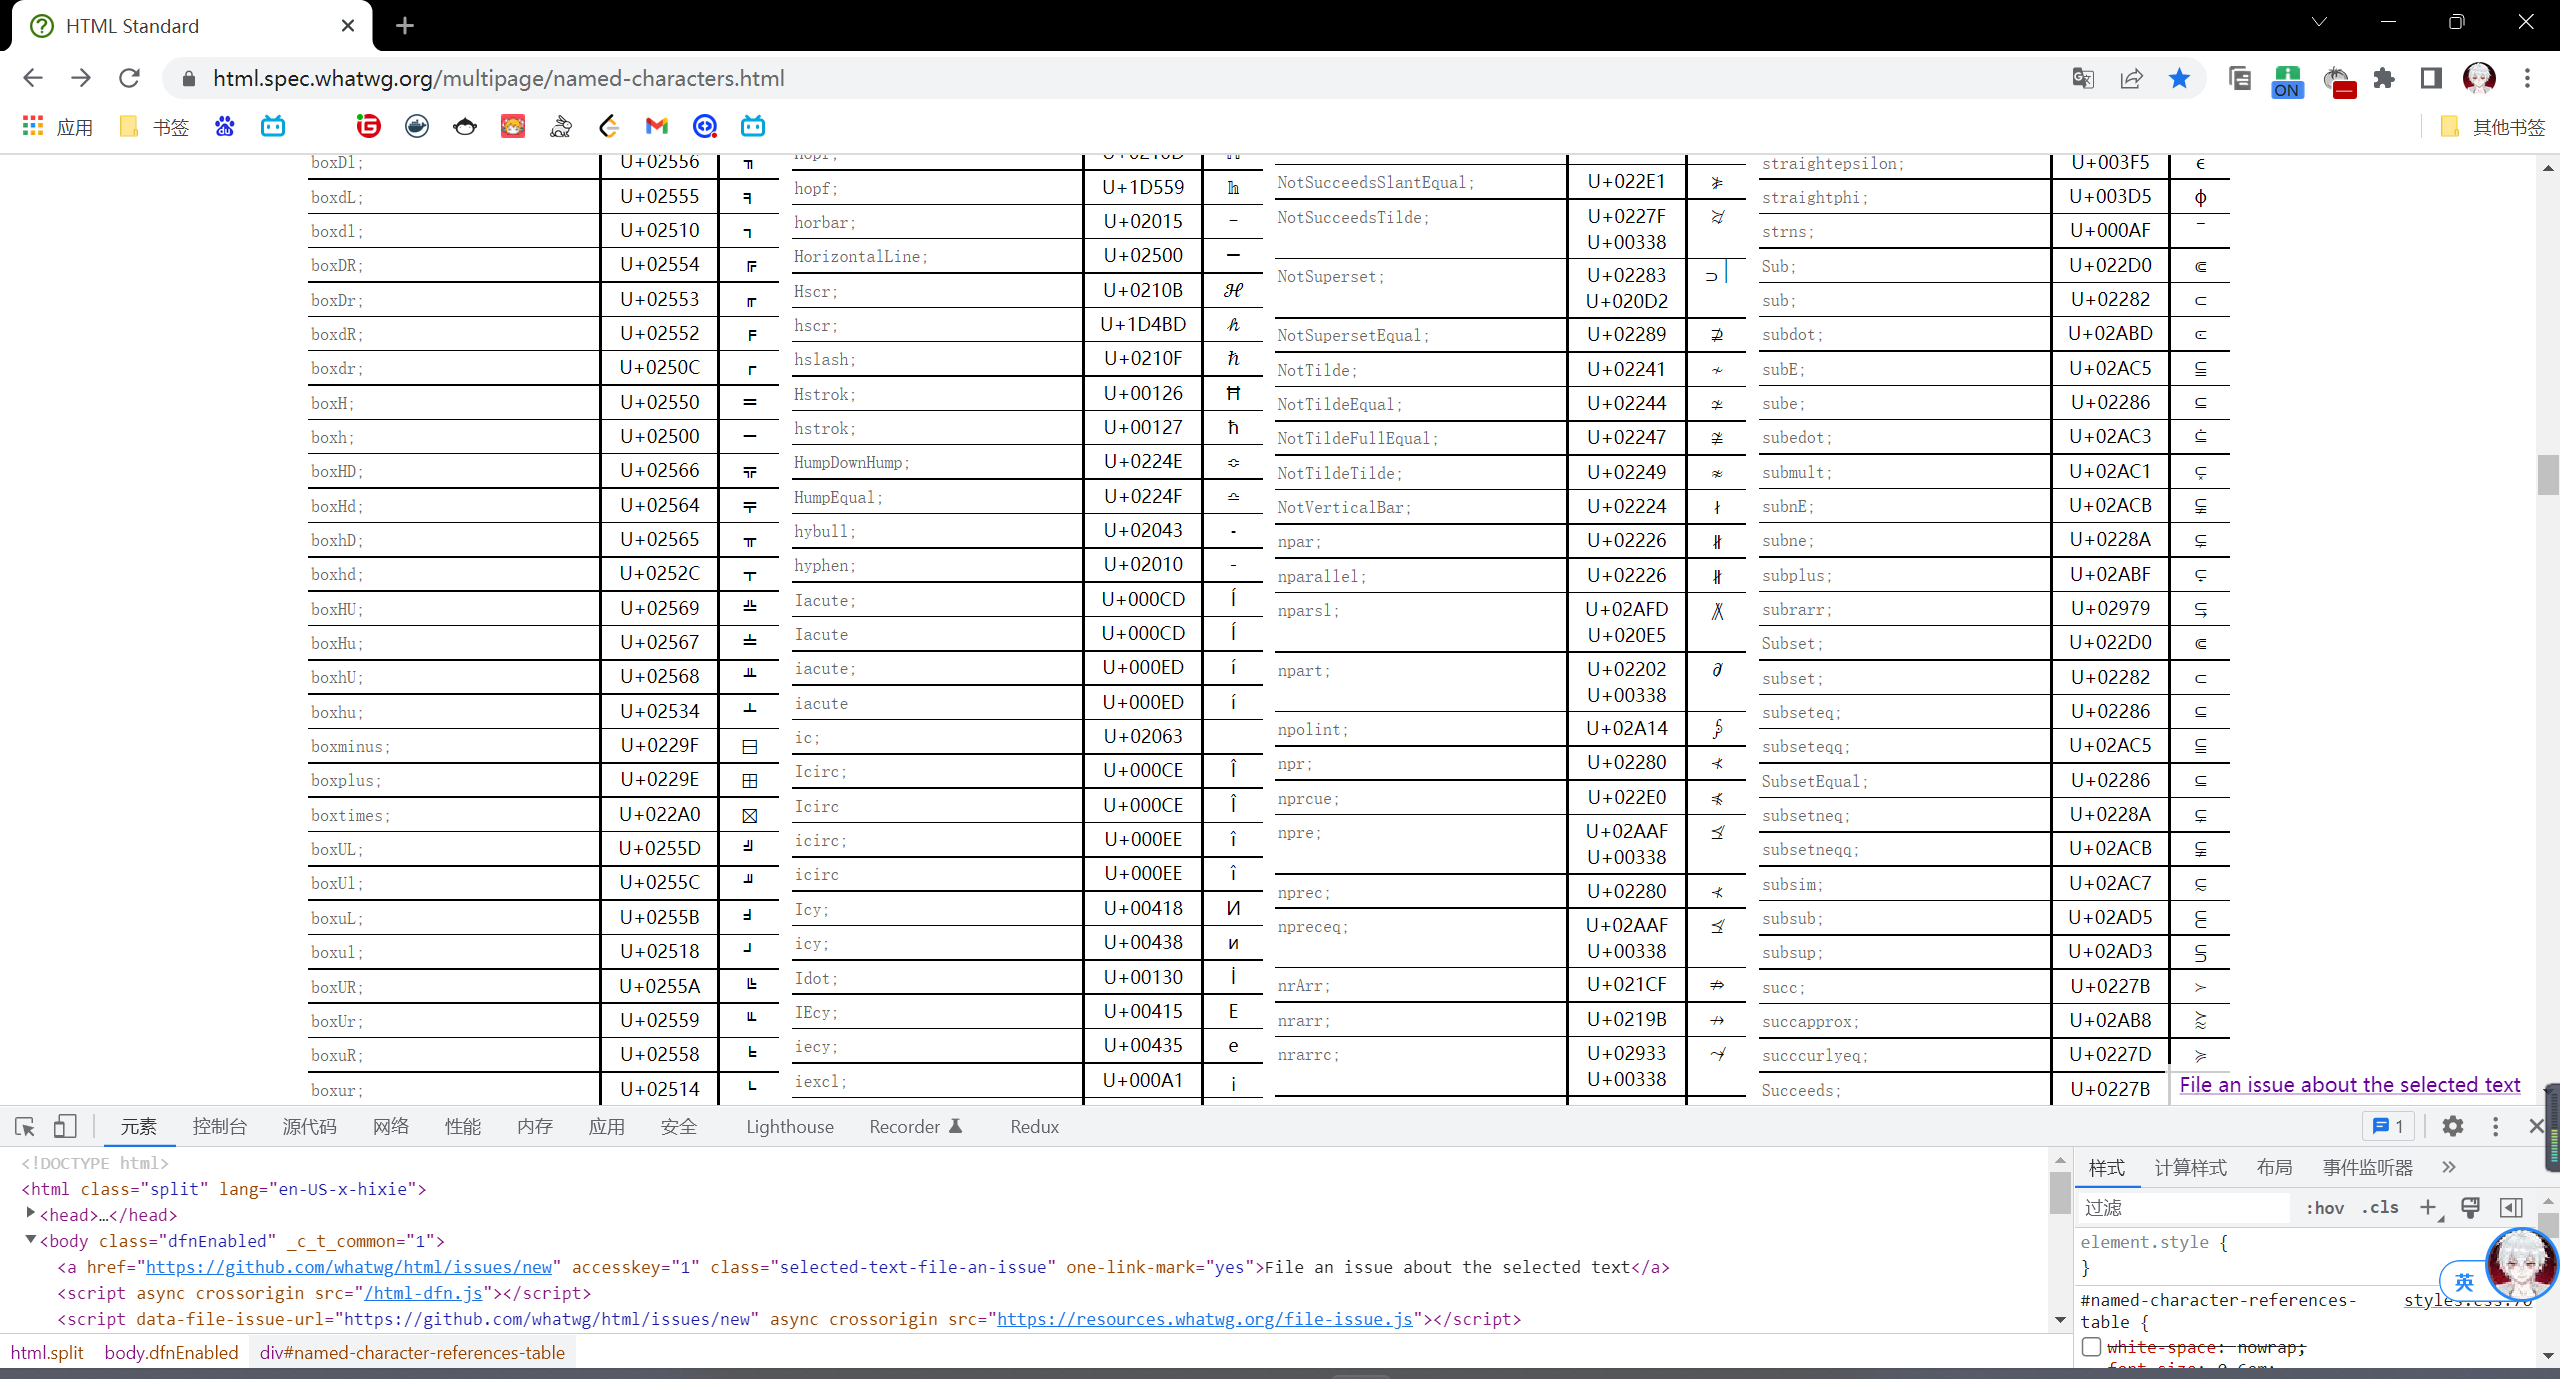 HTML Standard
html.spec.whatwg.org/multipage/named-characters.html
ON
应用
书签
其他书签
boxDl; U+02556 ╖
boxdL; U+02555 ╕
boxdl; U+02510 ┐
boxDR; U+02554 ╔
boxDr; U+02553 ╓
boxdR; U+02552 ╒
boxdr; U+0250C ┌
boxH; U+02550 ═
boxh; U+02500 ─
boxHD; U+02566 ╦
boxHd; U+02564 ╤
boxhD; U+02565 ╥
boxhd; U+0252C ┬
boxHU; U+02569 ╩
boxHu; U+02567 ╧
boxhU; U+02568 ╨
boxhu; U+02534 ┴
boxminus; U+0229F ⊟
boxplus; U+0229E ⊞
boxtimes; U+022A0 ⊠
boxUL; U+0255D ╝
boxUl; U+0255C ╜
boxuL; U+0255B ╛
boxul; U+02518 ┘
boxUR; U+0255A ╚
boxUr; U+02559 ╙
boxuR; U+02558 ╘
boxur; U+02514 └
hopf; U+1D559 𝕙
horbar; U+02015 ―
HorizontalLine; U+02500 ─
Hscr; U+0210B ℋ
hscr; U+1D4BD 𝒽
hslash; U+0210F ℏ
Hstrok; U+00126 Ħ
hstrok; U+00127 ħ
HumpDownHump; U+0224E ≎
HumpEqual; U+0224F ≏
hybull; U+02043 ⁃
hyphen; U+02010 ‐
Iacute; U+000CD Í
Iacute U+000CD Í
iacute; U+000ED í
iacute U+000ED í
ic; U+02063
Icirc; U+000CE Î
Icirc U+000CE Î
icirc; U+000EE î
icirc U+000EE î
Icy; U+00418 И
icy; U+00438 и
Idot; U+00130 İ
IEcy; U+00415 Е
iecy; U+00435 е
iexcl; U+000A1 ¡
NotSucceedsSlantEqual; U+022E1 ⋡
NotSucceedsTilde; U+0227F ≿̸
U+00338
NotSuperset; U+02283 ⊃⃒
U+020D2
NotSupersetEqual; U+02289 ⊉
NotTilde; U+02241 ≁
NotTildeEqual; U+02244 ≄
NotTildeFullEqual; U+02247 ≇
NotTildeTilde; U+02249 ≉
NotVerticalBar; U+02224 ∤
npar; U+02226 ∦
nparallel; U+02226 ∦
nparsl; U+02AFD ⫽⃥
U+020E5
npart; U+02202 ∂̸
U+00338
npolint; U+02A14 ⨔
npr; U+02280 ⊀
nprcue; U+022E0 ⋠
npre; U+02AAF ⪯̸
U+00338
nprec; U+02280 ⊀
npreceq; U+02AAF ⪯̸
U+00338
nrArr; U+021CF ⇏
nrarr; U+0219B ↛
nrarrc; U+02933 ⤳̸
U+00338
straightepsilon; U+003F5 ϵ
straightphi; U+003D5 ϕ
strns; U+000AF ¯
Sub; U+022D0 ⋐
sub; U+02282 ⊂
subdot; U+02ABD ⪽
subE; U+02AC5 ⫅
sube; U+02286 ⊆
subedot; U+02AC3 ⫃
submult; U+02AC1 ⫁
subnE; U+02ACB ⫋
subne; U+0228A ⊊
subplus; U+02ABF ⪿
subrarr; U+02979 ⥹
Subset; U+022D0 ⋐
subset; U+02282 ⊂
subseteq; U+02286 ⊆
subseteqq; U+02AC5 ⫅
SubsetEqual; U+02286 ⊆
subsetneq; U+0228A ⊊
subsetneqq; U+02ACB ⫋
subsim; U+02AC7 ⫇
subsub; U+02AD5 ⫕
subsup; U+02AD3 ⫓
succ; U+0227B ≻
succapprox; U+02AB8 ⪸
succcurlyeq; U+0227D ≽
Succeeds; U+0227B
File an issue about the selected text
元素 控制台 源代码 网络 性能 内存 应用 安全 Lighthouse Recorder Redux 1
<!DOCTYPE html>
<html class="split" lang="en-US-x-hixie">
<head>…</head>
<body class="dfnEnabled" _c_t_common="1">
<a href="https://github.com/whatwg/html/issues/new" accesskey="1" class="selected-text-file-an-issue" one-link-mark="yes">File an issue about the selected text</a>
<script async crossorigin src="/html-dfn.js"></script>
<script data-file-issue-url="https://github.com/whatwg/html/issues/new" async crossorigin src="https://resources.whatwg.org/file-issue.js"></script>
html.split body.dfnEnabled div#named-character-references-table
样式 计算样式 布局 事件监听器
过滤 :hov .cls
element.style {
}
英
#named-character-references-table {
white-space: nowrap;